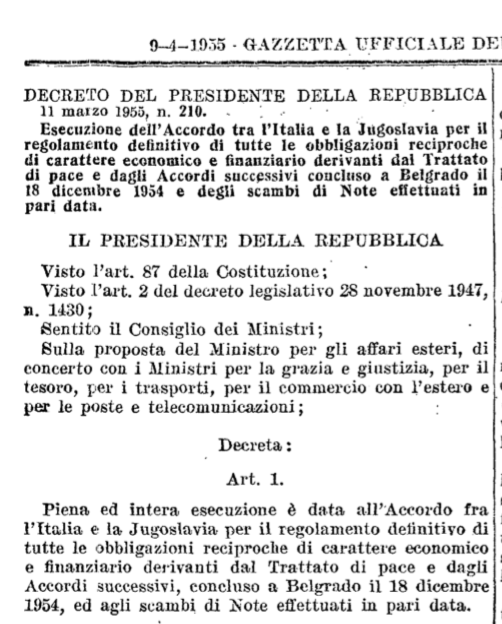 9-4-1955 - GAZZETTA UFFICIALE DE
DECRETO DEL PRESIDENTE DELLA REPUBBLICA
11 marzo 1955, n. 210.
Esecuzione dell'Accordo tra l'Italia e la Jugoslavia per il
regolamento definitivo di tutte le obbligazioni reciproche
di carattere economico e finanziario derivanti dal Trattato
di pace e dagli Accordi successivi concluso a Belgrado il
18 dicembre 1954 e degli scambi di Note effettuati in
pari data.
IL PRESIDENTE DELLA REPUBBLICA
Visto l'art. 87 della Costituzione;
Visto l'art. 2 del decreto legislativo 28 novembre 1947,
n. 1430;
Sentito il Consiglio dei Ministri;
Sulla proposta del Ministro per gli affari esteri, di
concerto con i Ministri per la grazia e giustizia, per il
tesoro, per i trasporti, per il commercio con l'estero e
per le poste e telecomunicazioni;
Decreta:
Art. 1.
Piena ed intera esecuzione è data all'Accordo fra
l'Italia e la Jugoslavia per il regolamento definitivo di
tutte le obbligazioni reciproche di carattere economico
e finanziario derivanti dal Trattato di pace e dagli
Accordi successivi, concluso a Belgrado il 18 dicembre
1954, ed agli scambi di Note effettuati in pari data.